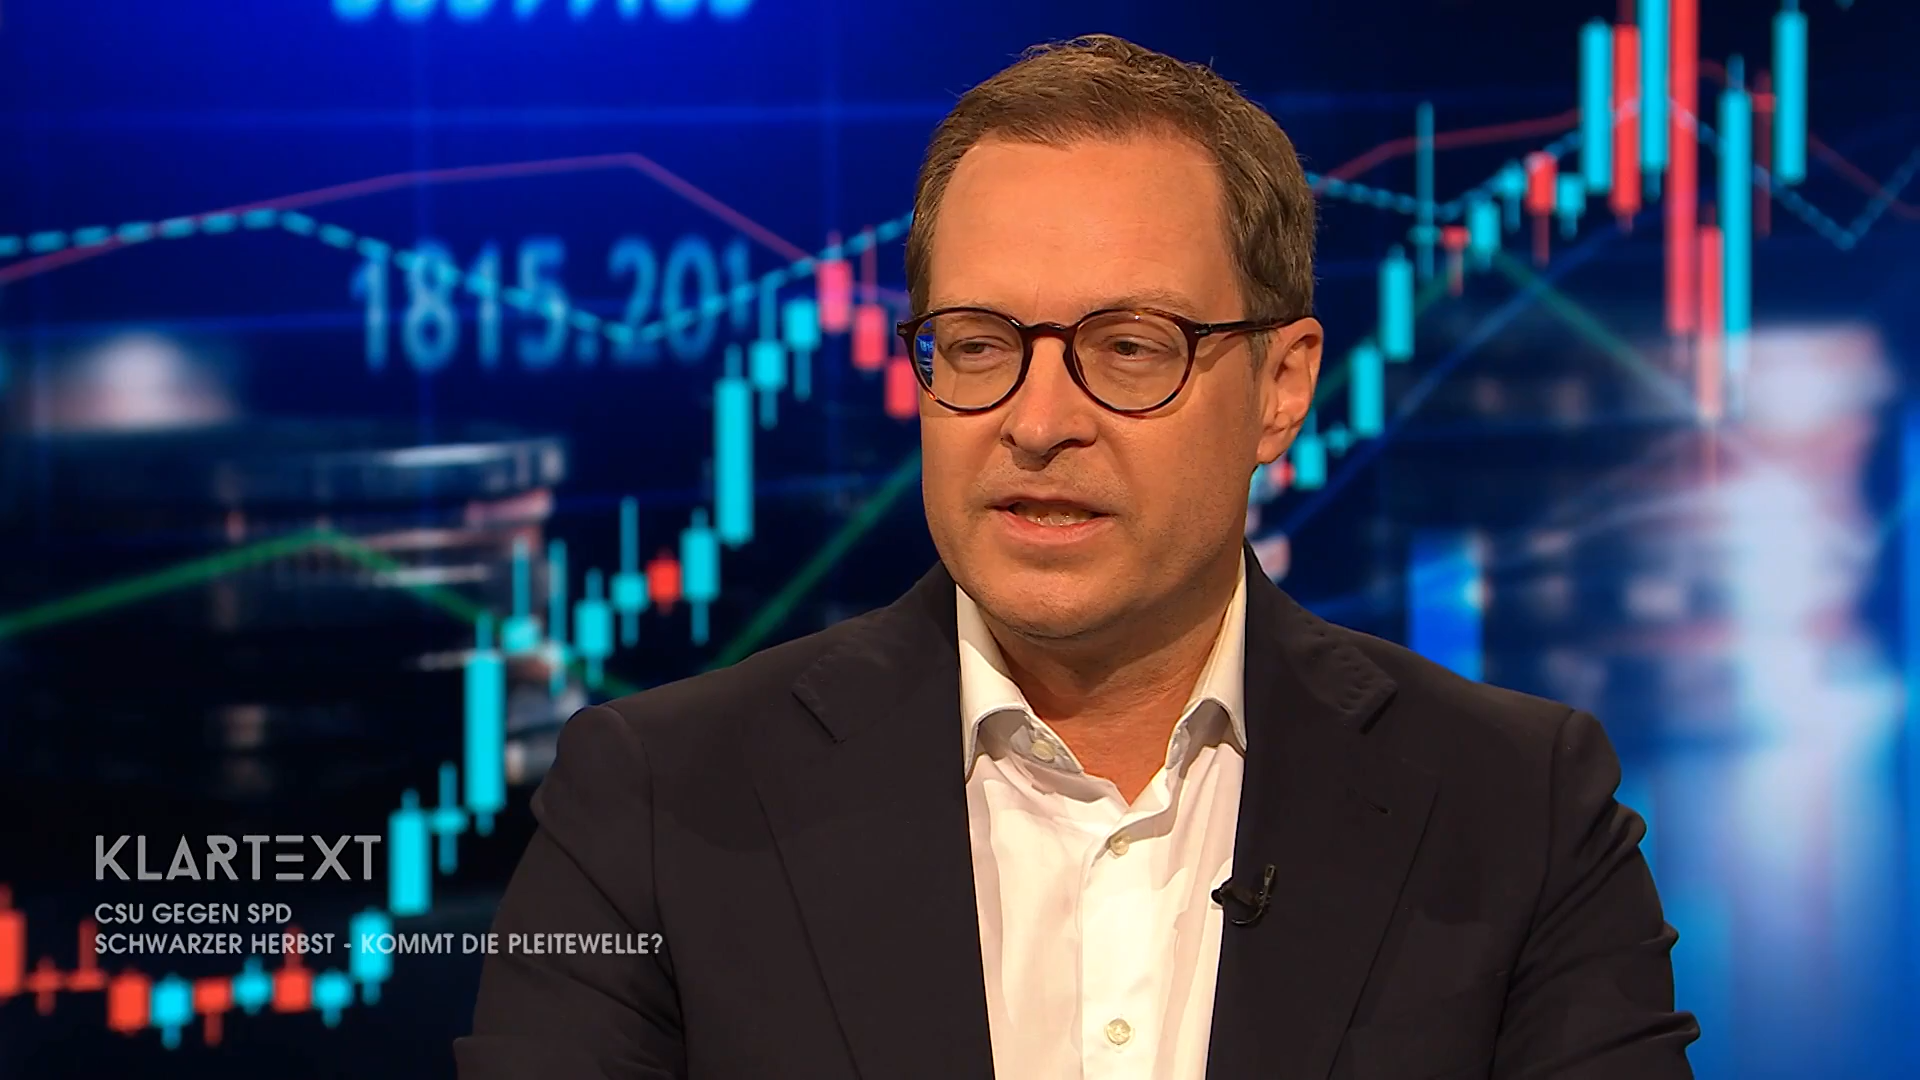 1815.201
KLARTEXT
CSU GEGEN SPD
SCHWARZER HERBST - KOMMT DIE PLEITEWELLE?